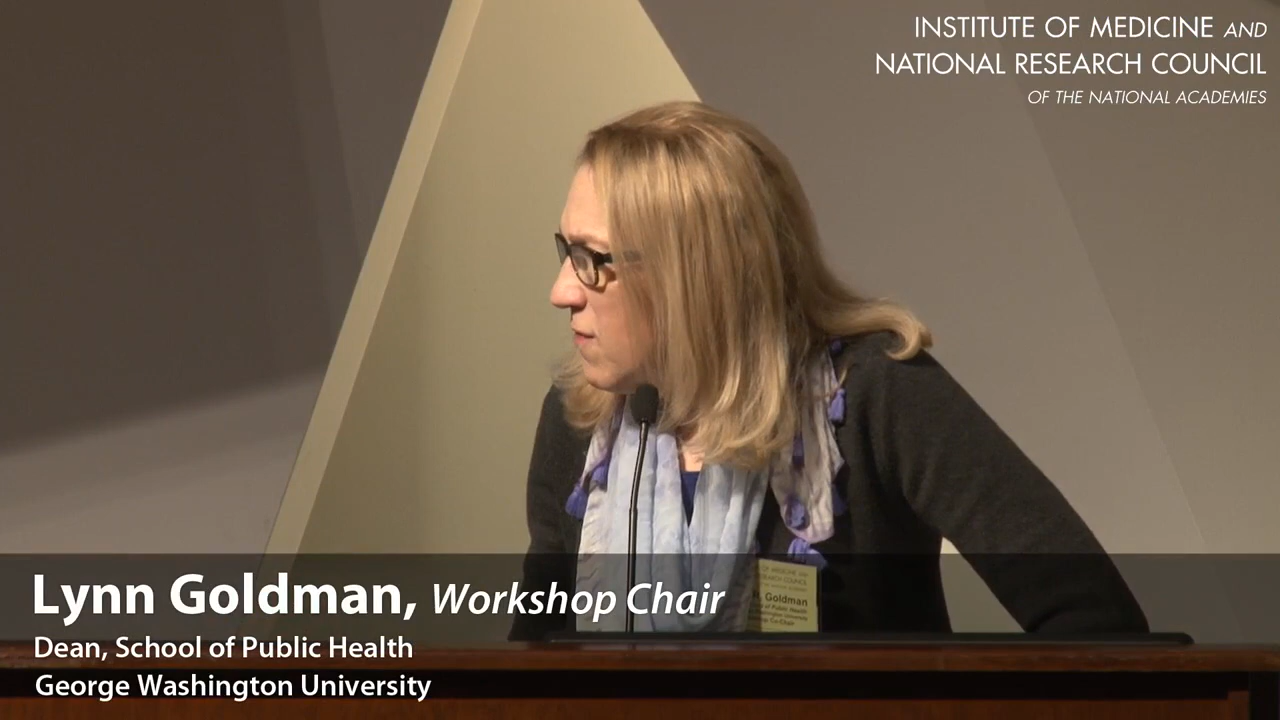 INSTITUTE OF MEDICINE AND
NATIONAL RESEARCH COUNCIL
OF THE NATIONAL ACADEMIES
Goldman
Lynn Goldman, Workshop Chair
Dean, School of Public Health
George Washington University